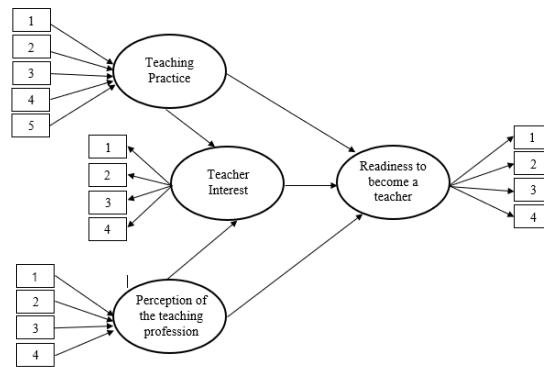 1
2
3
4
5
Teaching
Practice
1
2
3
4
Teacher
Interest
Readiness to
become a
teacher
1
2
3
4
1
2
3
4
Perception of
the teaching
profession